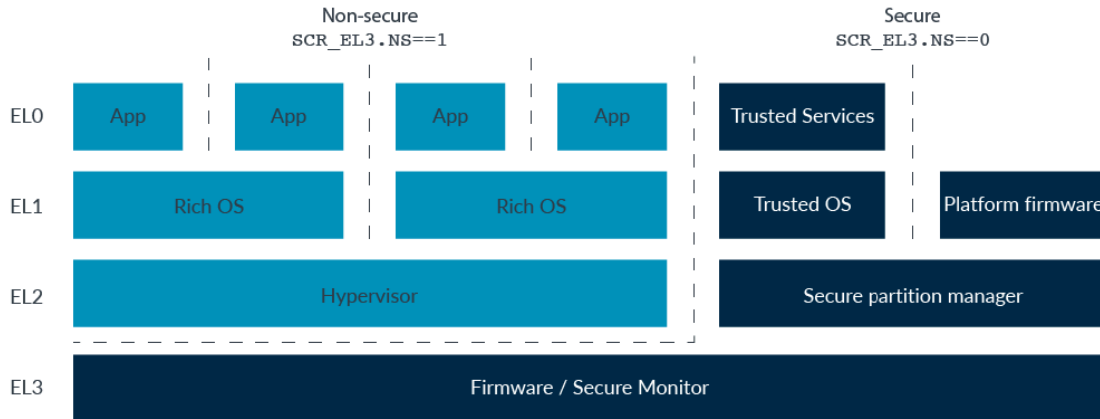 Non-secure
SCR_EL3.NS==1
Secure
SCR_EL3.NS==0
EL0
App
App
App
App
Trusted Services
EL1
Rich OS
Rich OS
Trusted OS
Platform firmware
EL2
Hypervisor
Secure partition manager
EL3
Firmware / Secure Monitor